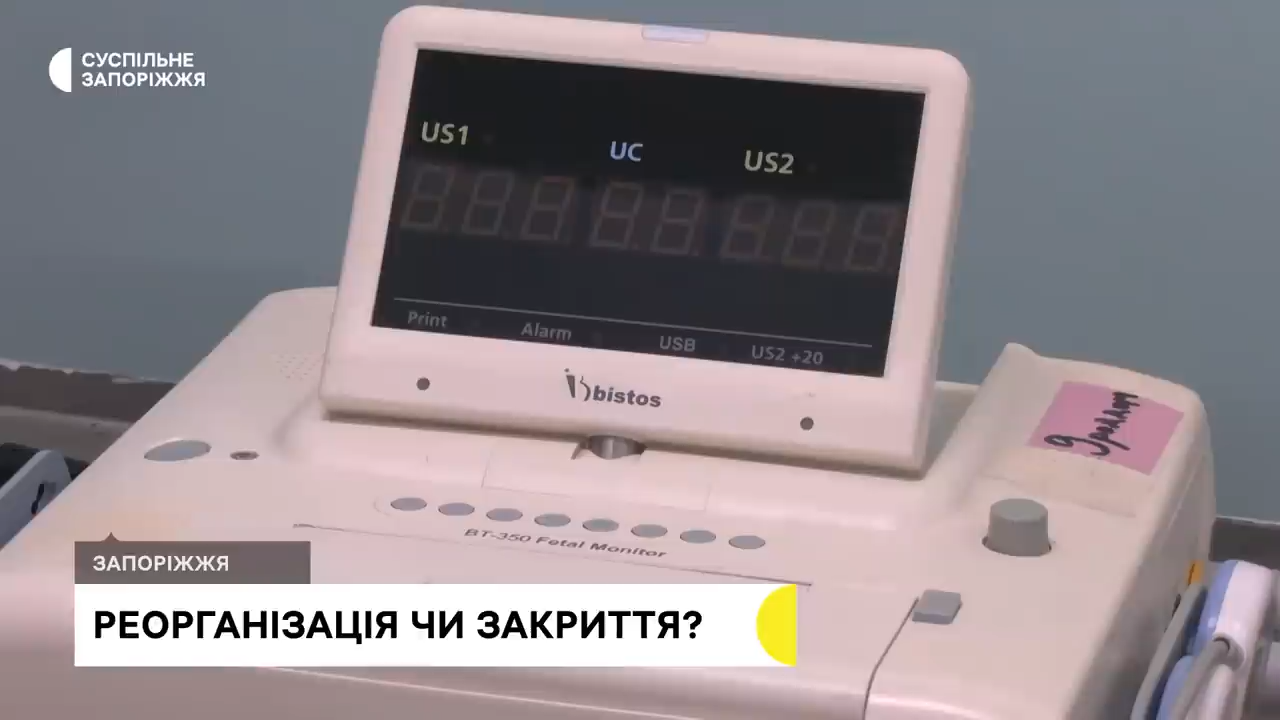 СУСПІЛЬНЕ
ЗАПОРІЖЖЯ
US1 UC US2
Print Alarm USB US2 +20
bistos
BT-350 Fetal Monitor
ЗАПОРІЖЖЯ
РЕОРГАНІЗАЦІЯ ЧИ ЗАКРИТТЯ?